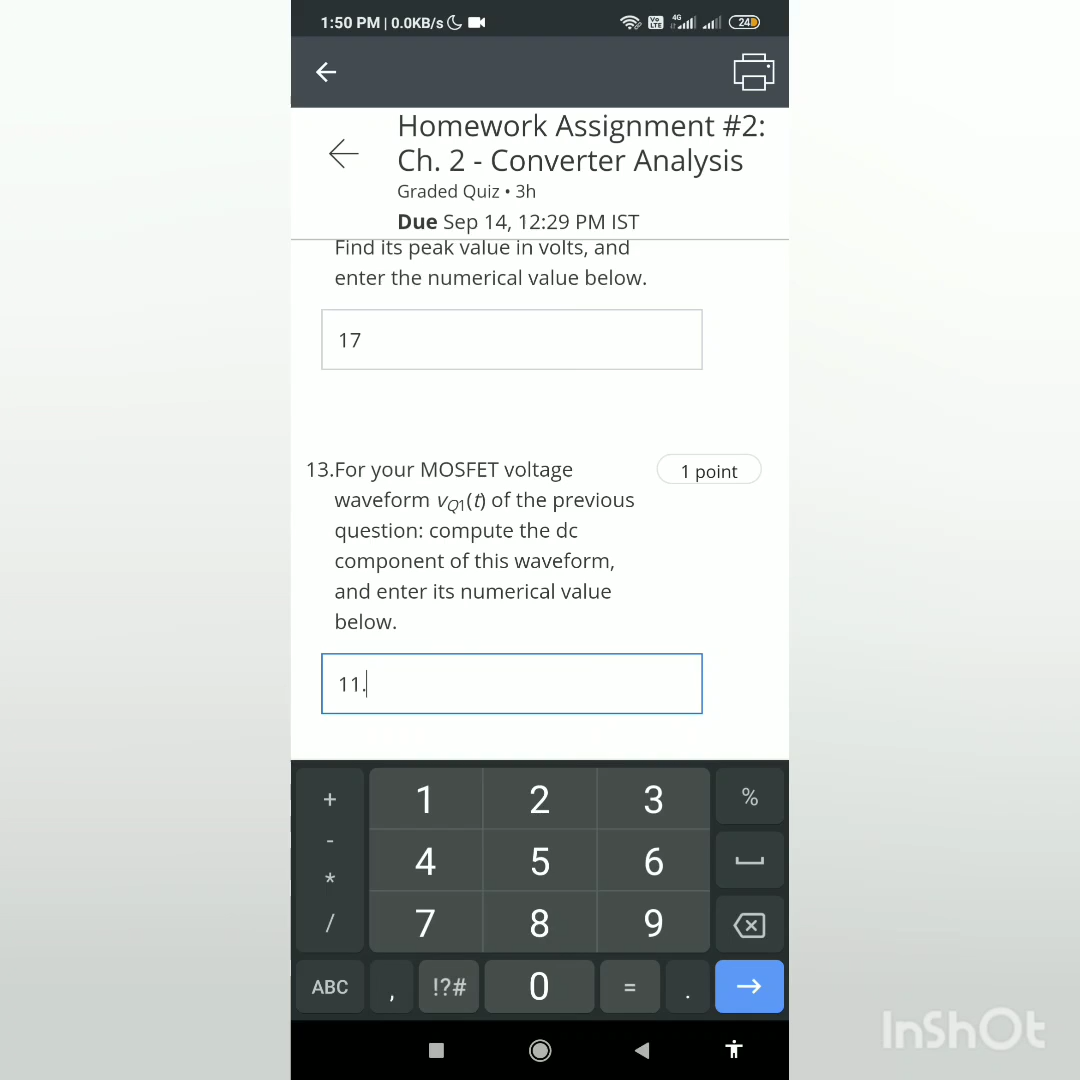 1:50 PM | 0.0KB/s
Vo LTE 4G 24
Homework Assignment #2:
Ch. 2 - Converter Analysis
Graded Quiz • 3h
Due Sep 14, 12:29 PM IST
Find its peak value in volts, and
enter the numerical value below.
17
13.For your MOSFET voltage 1 point
waveform vQ1(t) of the previous
question: compute the dc
component of this waveform,
and enter its numerical value
below.
11.
+ 1 2 3 %
-
4 5 6
*
/ 7 8 9
ABC , !?# 0 = .
InShOt